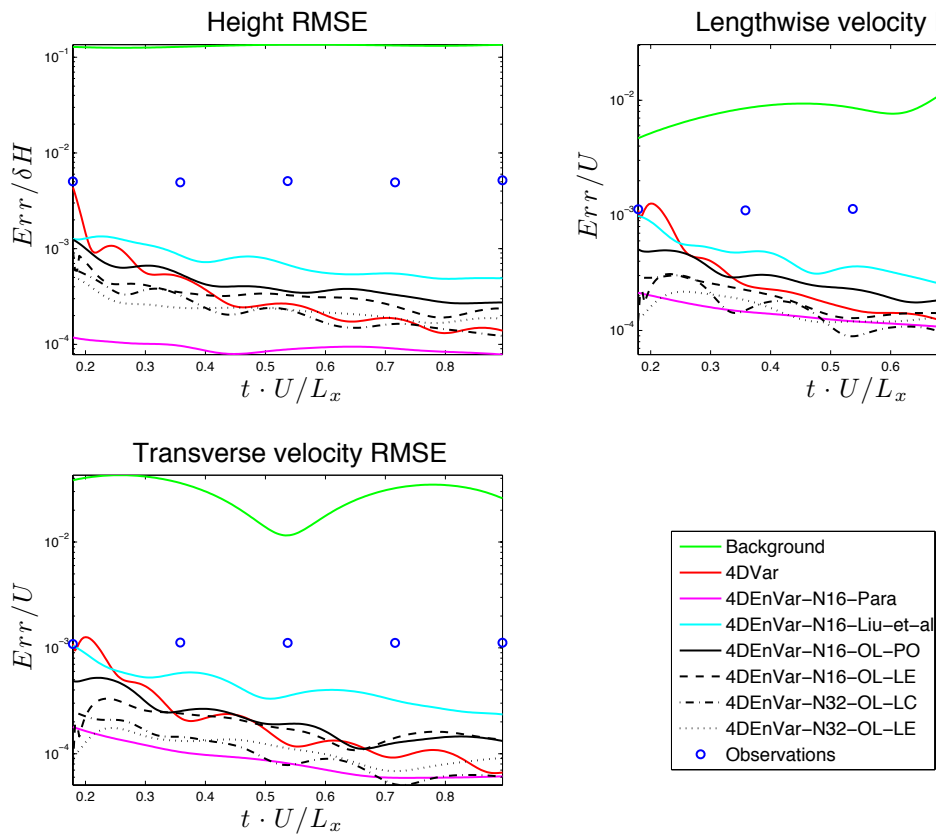 Height RMSE
10⁻¹
10⁻²
10⁻³
10⁻⁴
Err/δH
0.2 0.3 0.4 0.5 0.6 0.7 0.8
t · U/Lₓ
Lengthwise velocity
10⁻²
10⁻³
10⁻⁴
Err/U
0.2 0.3 0.4 0.5 0.6
t · U/Lₓ
Transverse velocity RMSE
10⁻²
10⁻³
10⁻⁴
Err/U
0.2 0.3 0.4 0.5 0.6 0.7 0.8
t · U/Lₓ
Background
4DVar
4DEnVar−N16−Para
4DEnVar−N16−Liu−et−al
4DEnVar−N16−OL−PO
4DEnVar−N16−OL−LE
4DEnVar−N32−OL−LC
4DEnVar−N32−OL−LE
Observations